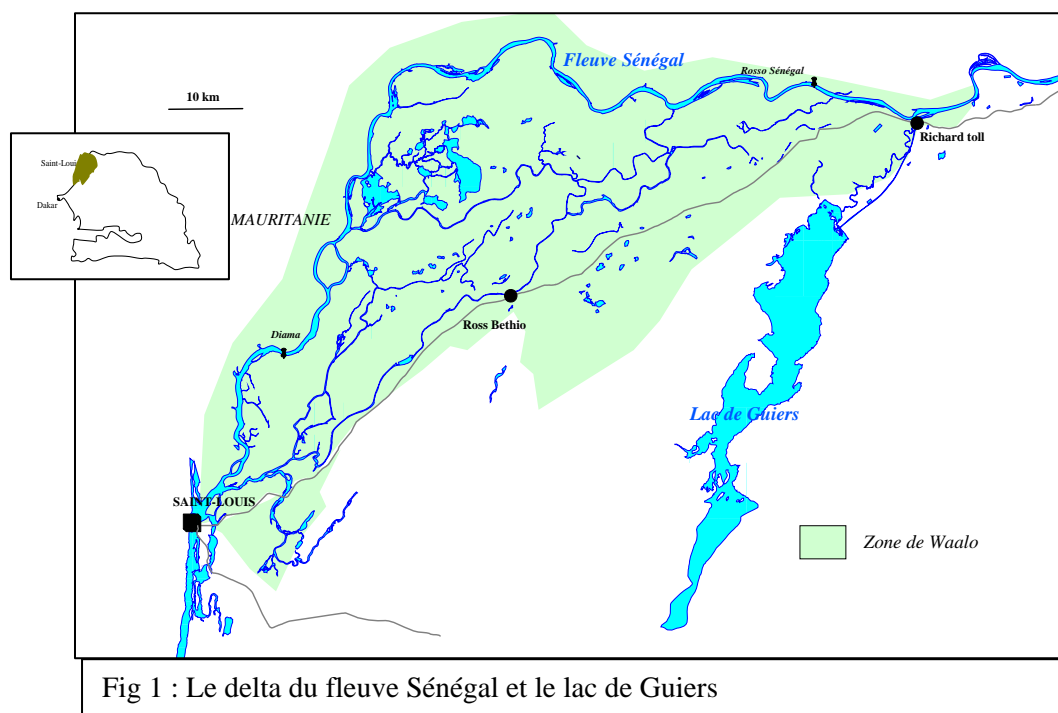 Fleuve Sénégal
Rosso Sénégal
10 km
Richard toll
Saint-Loui
Dakar
MAURITANIE
Ross Bethio
Diama
Lac de Guiers
SAINT-LOUIS
Zone de Waalo
Fig 1 : Le delta du fleuve Sénégal et le lac de Guiers